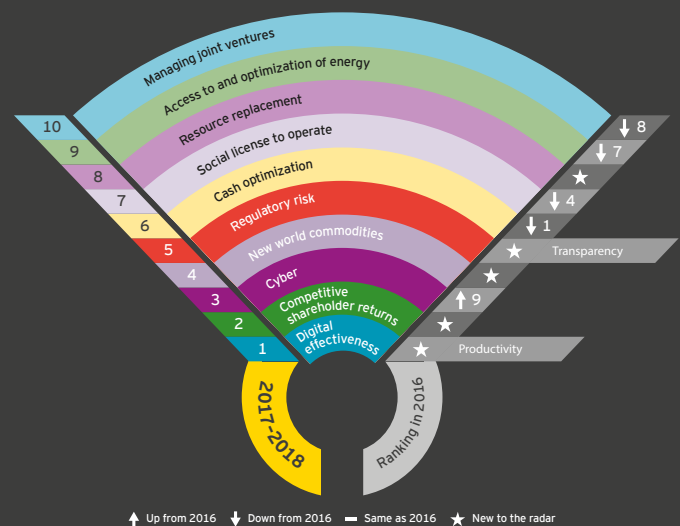 Managing joint ventures
Access to and optimization of energy
Resource replacement
Social license to operate
Cash optimization
Regulatory risk
New world commodities
Cyber
Competitive
shareholder returns
Digital
effectiveness
10
9
8
7
6
5
4
3
2
1
8
7
4
1
Transparency
9
Productivity
2017-2018
Ranking in 2016
Up from 2016 Down from 2016 Same as 2016 New to the radar